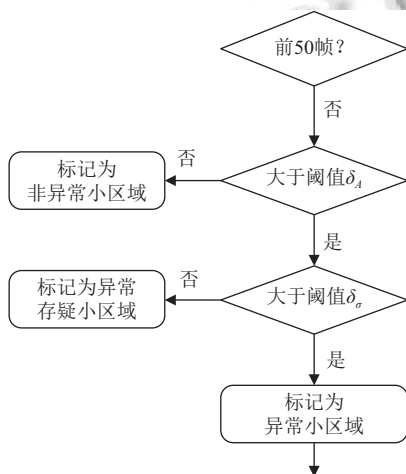 前50帧？
否
否
大于阈值δA
标记为
非异常小区域
是
否
大于阈值δσ
标记为异常
存疑小区域
是
标记为
异常小区域